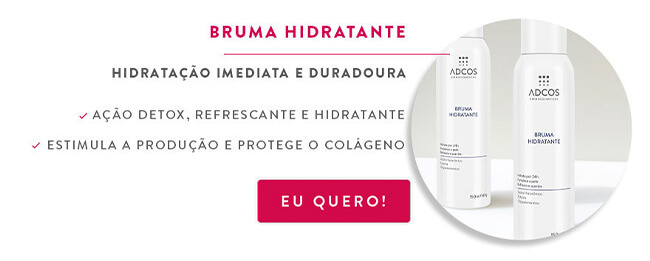 BRUMA HIDRATANTE
HIDRATAÇÃO IMEDIATA E DURADOURA
AÇÃO DETOX, REFRESCANTE E HIDRATANTE
ESTIMULA A PRODUÇÃO E PROTEGE O COLÁGENO
EU QUERO!
ADCOS
BRUMA
HIDRATANTE
ADCOS
BRUMA
HIDRATANTE